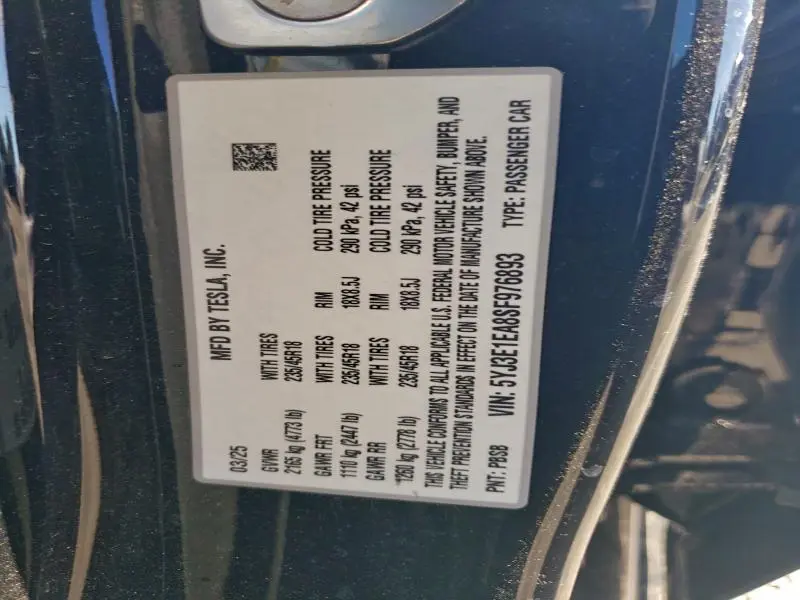 MFD BY TESLA, INC.
03/25
GVWR WITH TIRES RIM COLD TIRE PRESSURE
2165 kg (4773 lb) 235/45R18 18X8.5J 290 kPa, 42 psi
GAWR FRT WITH TIRES RIM COLD TIRE PRESSURE
1110 kg (2447 lb) 235/45R18 18X8.5J 290 kPa, 42 psi
GAWR RR
1260 kg (2778 lb)
THIS VEHICLE CONFORMS TO ALL APPLICABLE U.S. FEDERAL MOTOR VEHICLE SAFETY, BUMPER, AND
THEFT PREVENTION STANDARDS IN EFFECT ON THE DATE OF MANUFACTURE SHOWN ABOVE.
PNT: PBSB VIN: 5YJ3E1EA8SF976893 TYPE: PASSENGER CAR